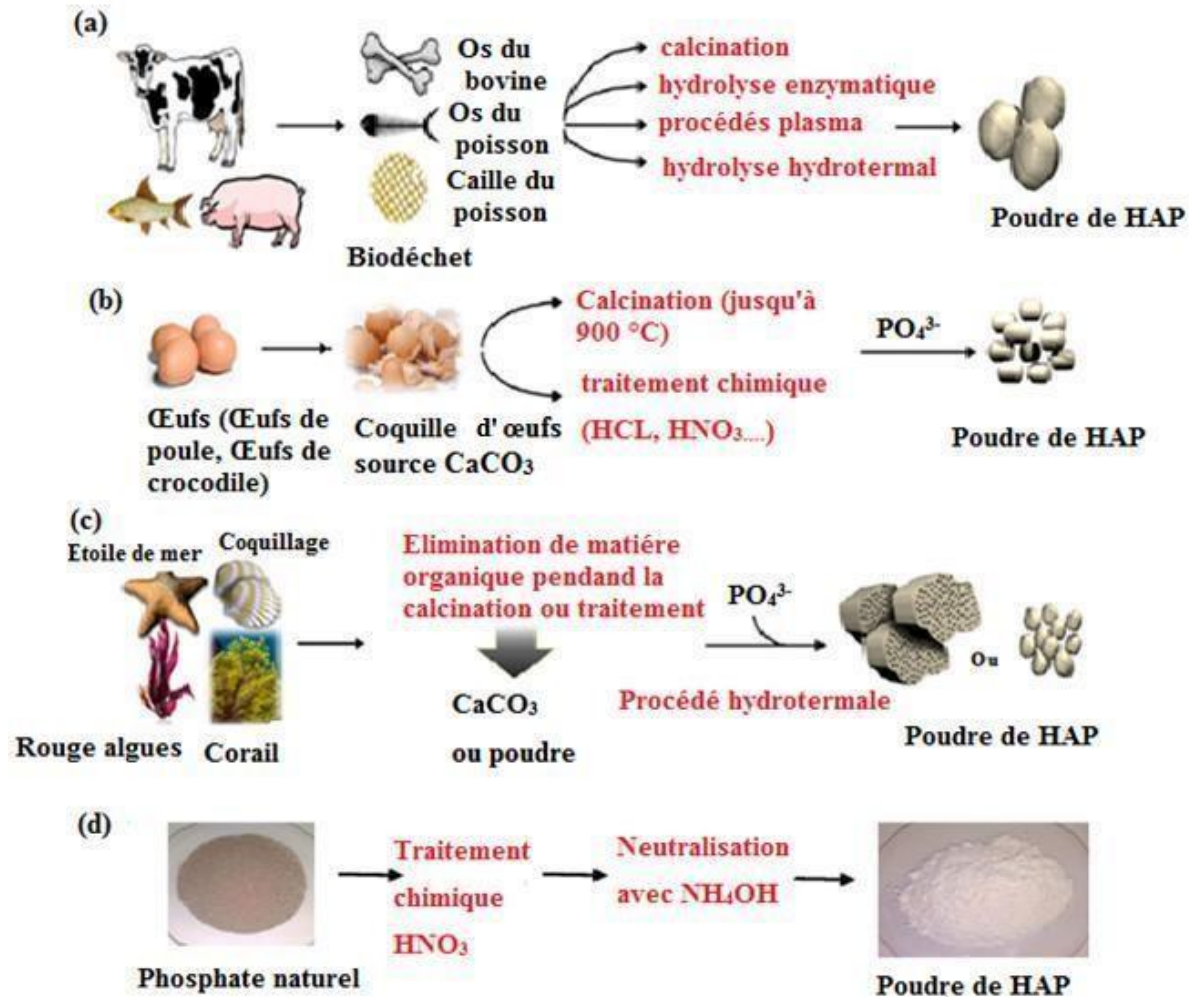 (a)
Os du
bovine
Os du
poisson
Caille du
poisson
Biodéchet
calcination
hydrolyse enzymatique
procédés plasma
hydrolyse hydrotermal
Poudre de HAP
(b)
Œufs (Œufs de
poule, Œufs de
crocodile)
Coquille d'œufs
source CaCO₃
Calcination (jusqu'à
900 °C)
traitement chimique
(HCL, HNO₃....)
PO₄³⁻
Poudre de HAP
(c)
Etoile de mer
Coquillage
Rouge algues
Corail
Elimination de matiére
organique pendand la
calcination ou traitement
CaCO₃
ou poudre
PO₄³⁻
Procédé hydrotermale
Ou
Poudre de HAP
(d)
Phosphate naturel
Traitement
chimique
HNO₃
Neutralisation
avec NH₄OH
Poudre de HAP